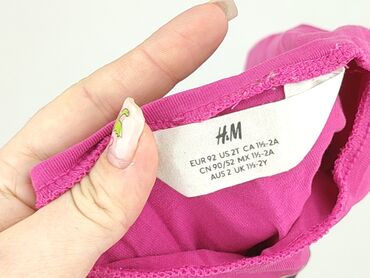 H&M
EUR 92 US 2T CA 1½-2A
CN 90/52 MX 1½-2A
AUS 2 UK 1½-2Y